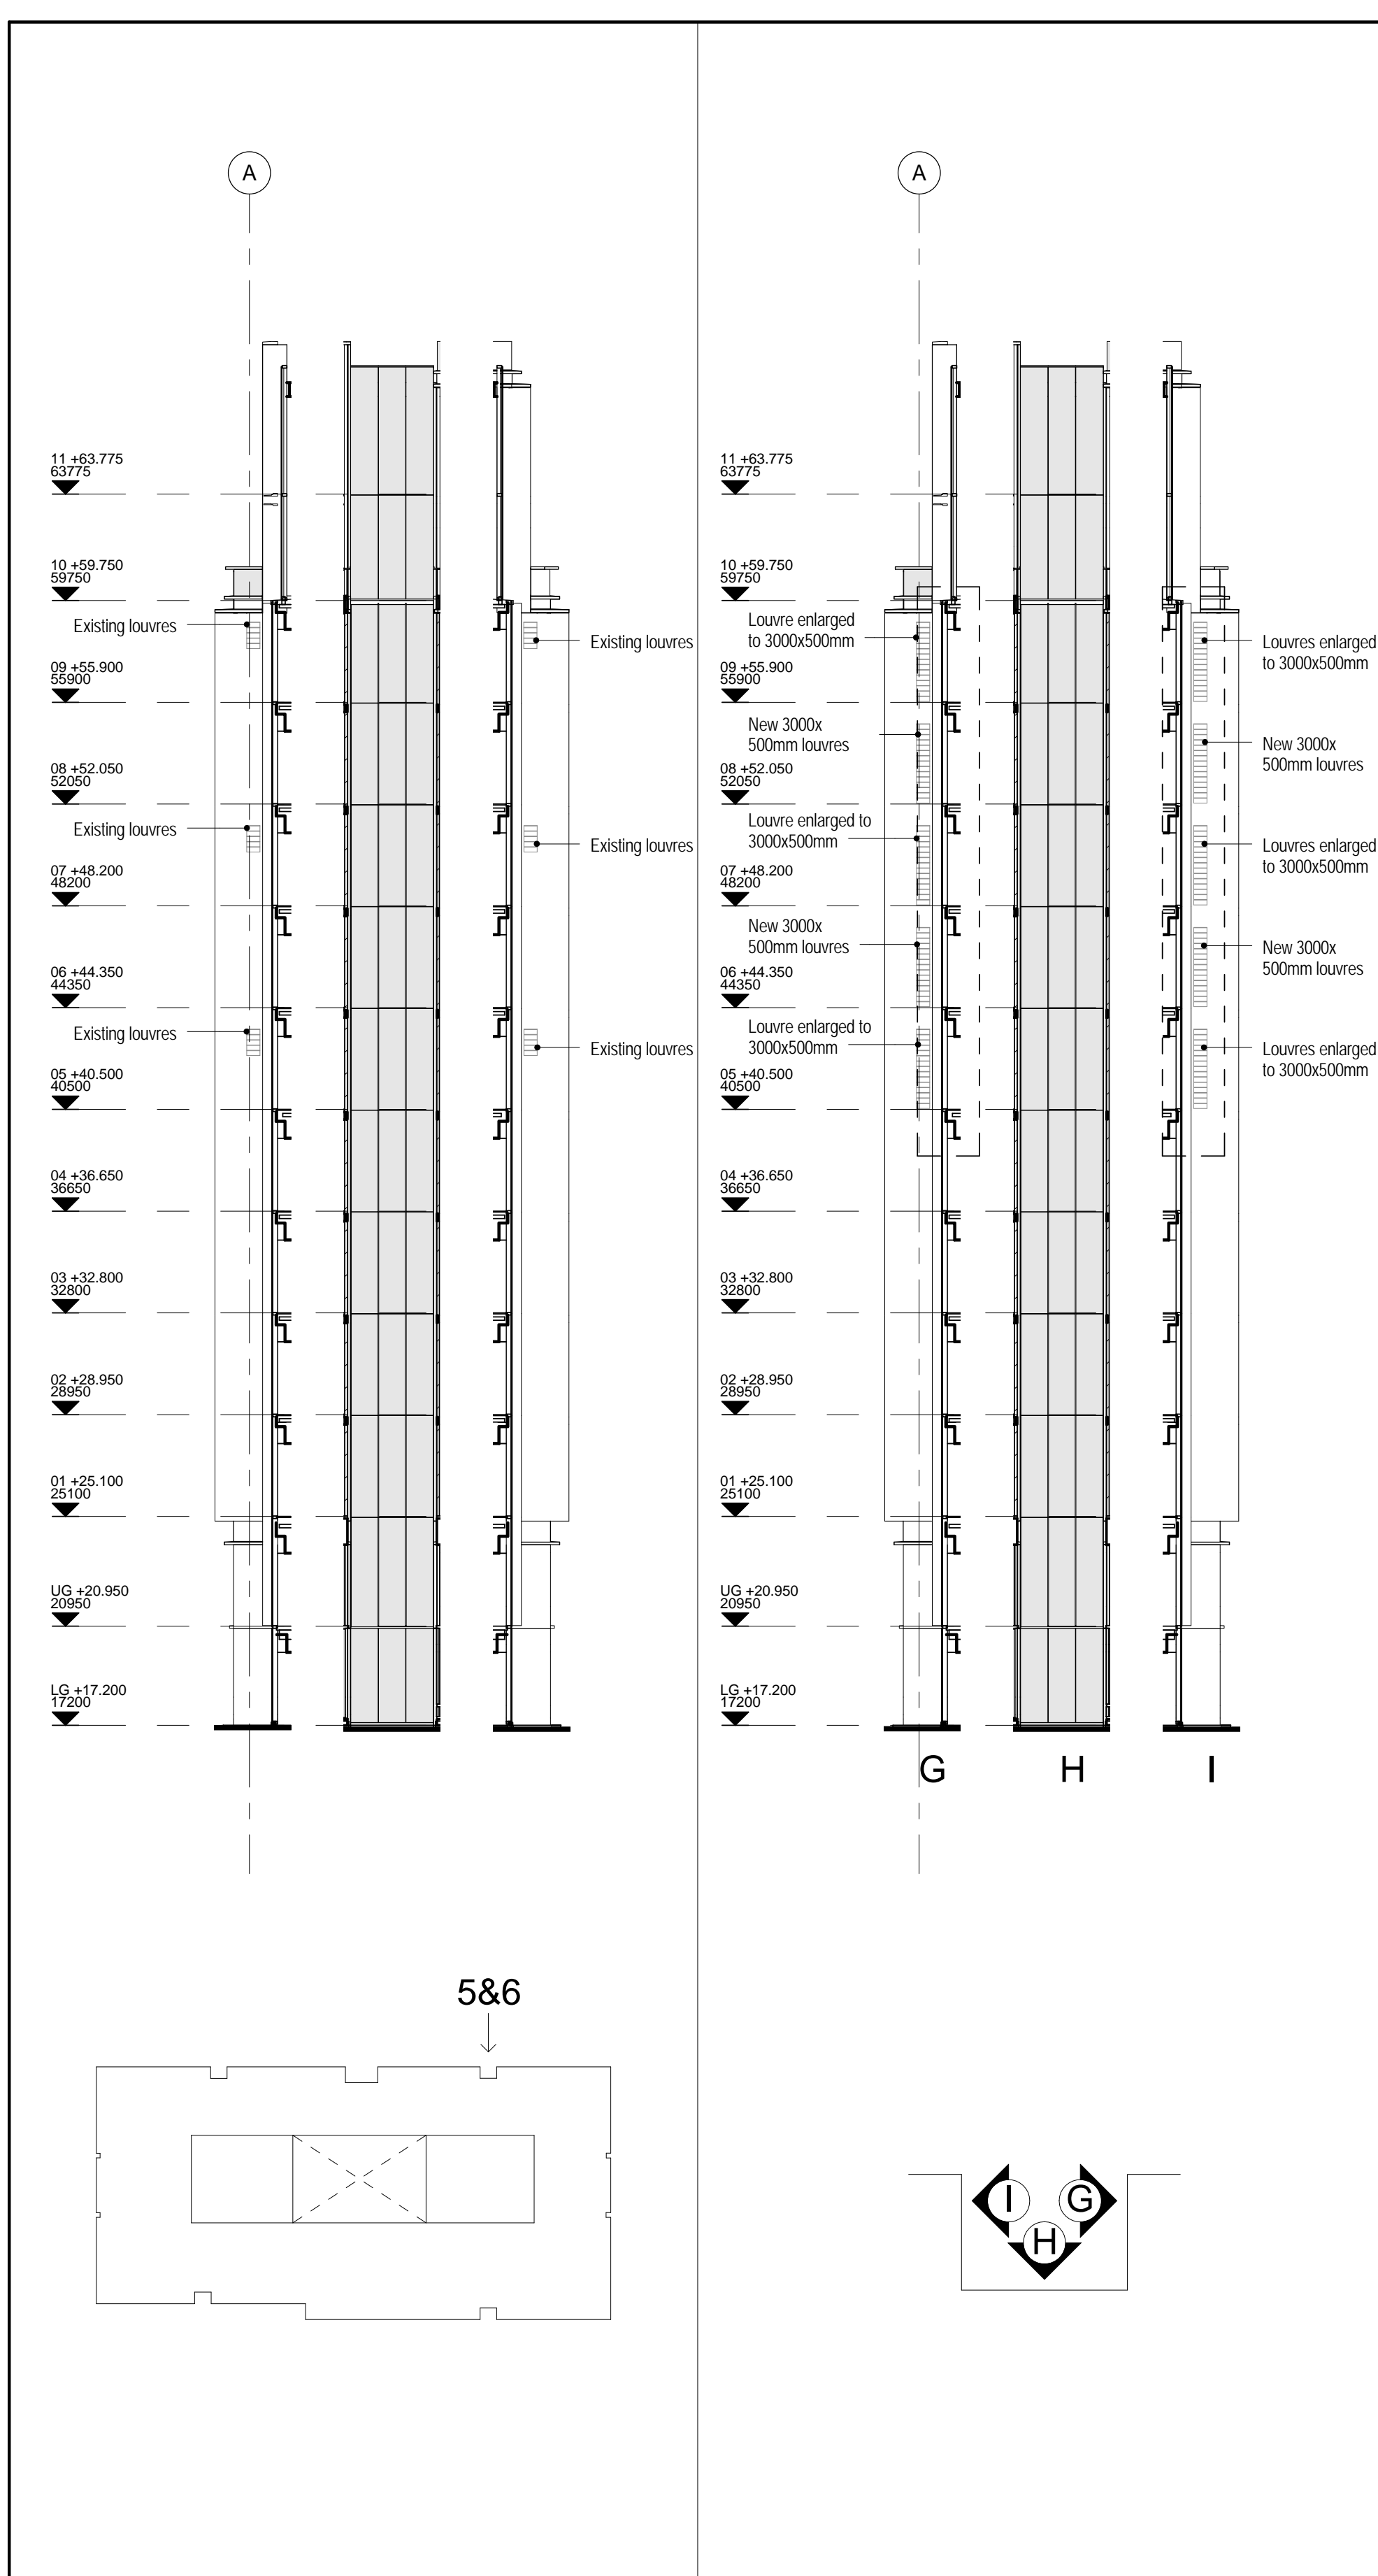 A
11 +63.775
63775
10 +59.750
59750
Existing louvres
Existing louvres
09 +55.900
55900
08 +52.050
52050
Existing louvres
Existing louvres
07 +48.200
48200
06 +44.350
44350
Existing louvres
Existing louvres
05 +40.500
40500
04 +36.650
36650
03 +32.800
32800
02 +28.950
28950
01 +25.100
25100
UG +20.950
20950
LG +17.200
17200
5&6
A
11 +63.775
63775
10 +59.750
59750
Louvre enlarged
to 3000x500mm
Louvres enlarged
to 3000x500mm
09 +55.900
55900
New 3000x
500mm louvres
New 3000x
500mm louvres
08 +52.050
52050
Louvre enlarged to
3000x500mm
Louvres enlarged
to 3000x500mm
07 +48.200
48200
New 3000x
500mm louvres
New 3000x
500mm louvres
06 +44.350
44350
Louvre enlarged to
3000x500mm
Louvres enlarged
to 3000x500mm
05 +40.500
40500
04 +36.650
36650
03 +32.800
32800
02 +28.950
28950
01 +25.100
25100
UG +20.950
20950
LG +17.200
17200
G H I
I G
H